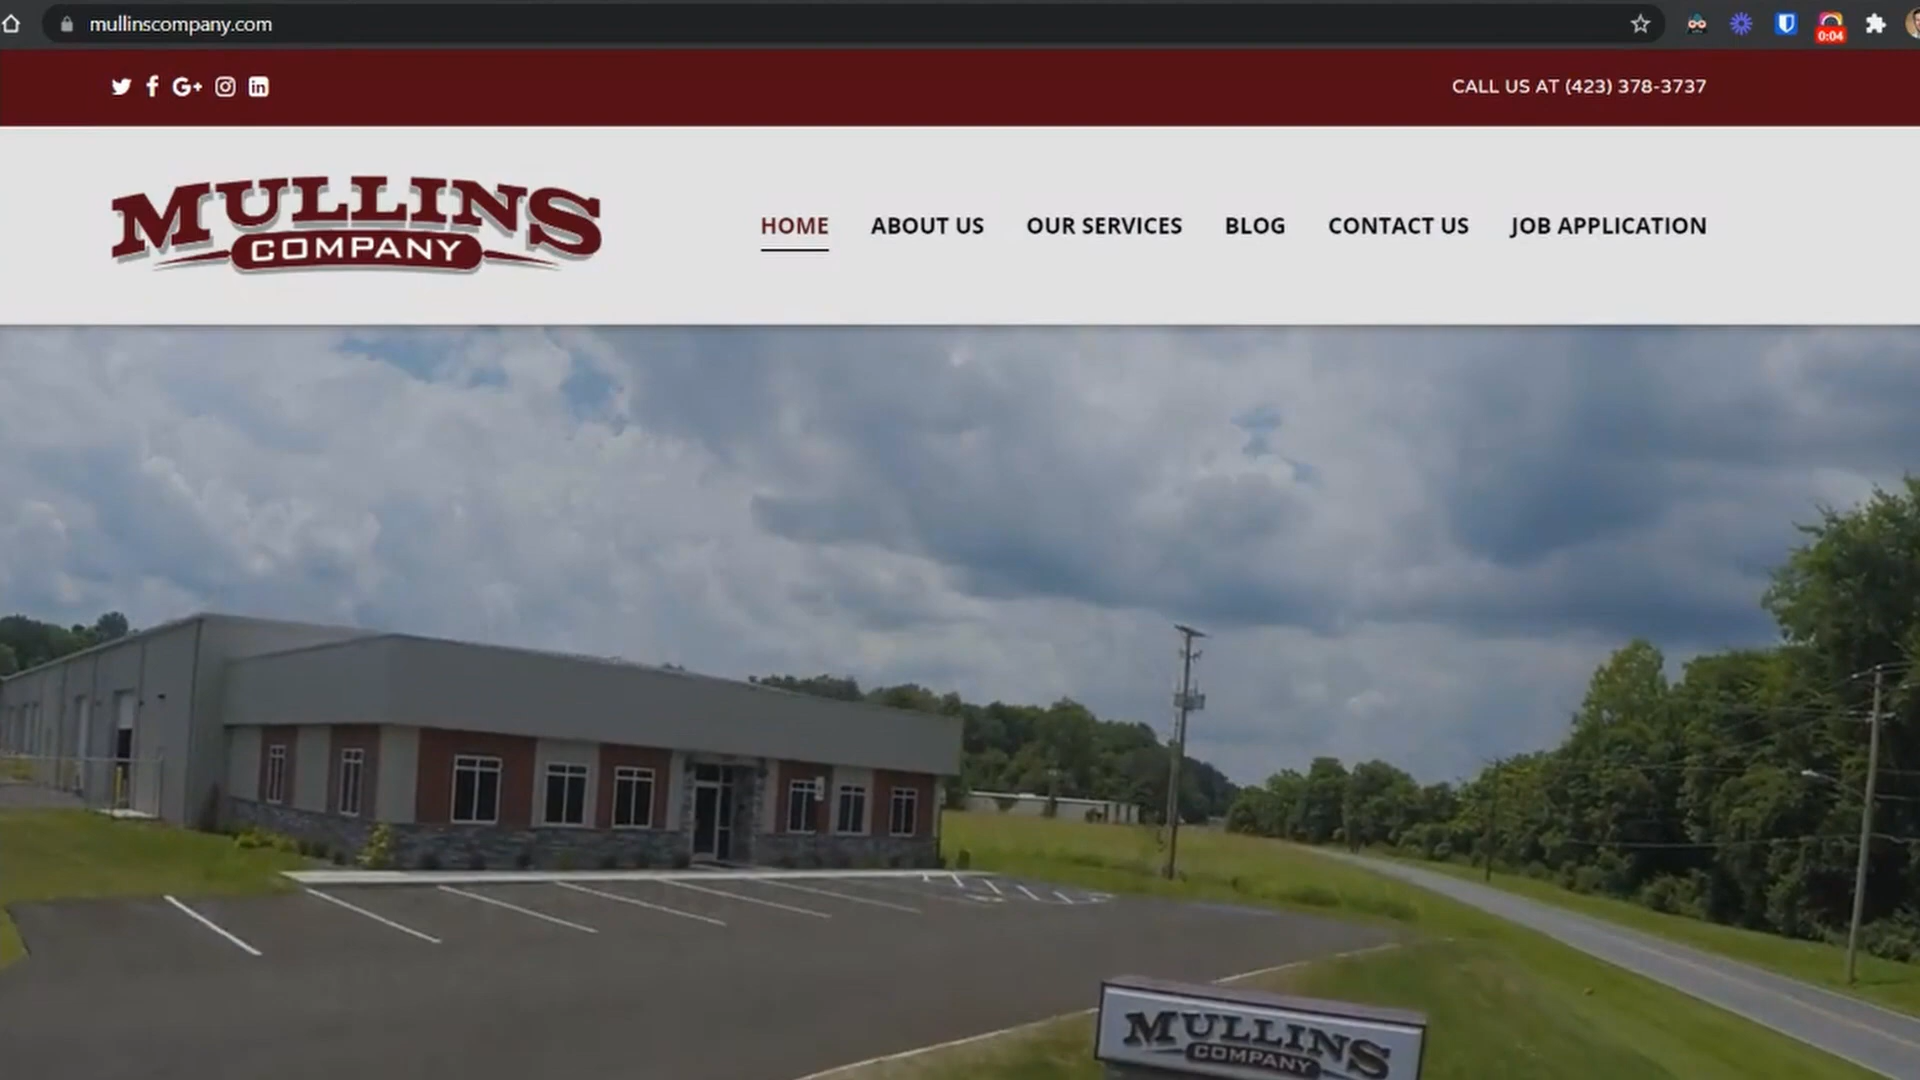 mullinscompany.com
0:04
G+
in
CALL US AT (423) 378-3737
MULLINS
COMPANY
HOME
ABOUT US
OUR SERVICES
BLOG
CONTACT US
JOB APPLICATION
MULLINS
COMPANY